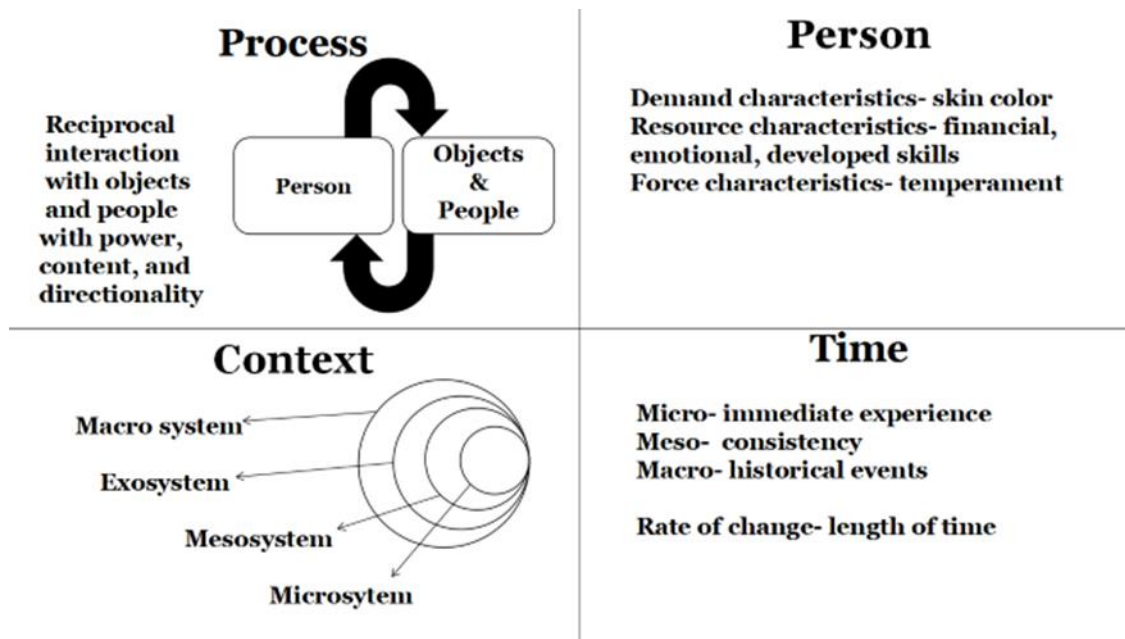 Process
Reciprocal
interaction
with objects
and people
with power,
content, and
directionality
Person
Objects
&
People
Person
Demand characteristics- skin color
Resource characteristics- financial,
emotional, developed skills
Force characteristics- temperament
Context
Macro system
Exosystem
Mesosystem
Microsytem
Time
Micro- immediate experience
Meso-  consistency
Macro- historical events
Rate of change- length of time